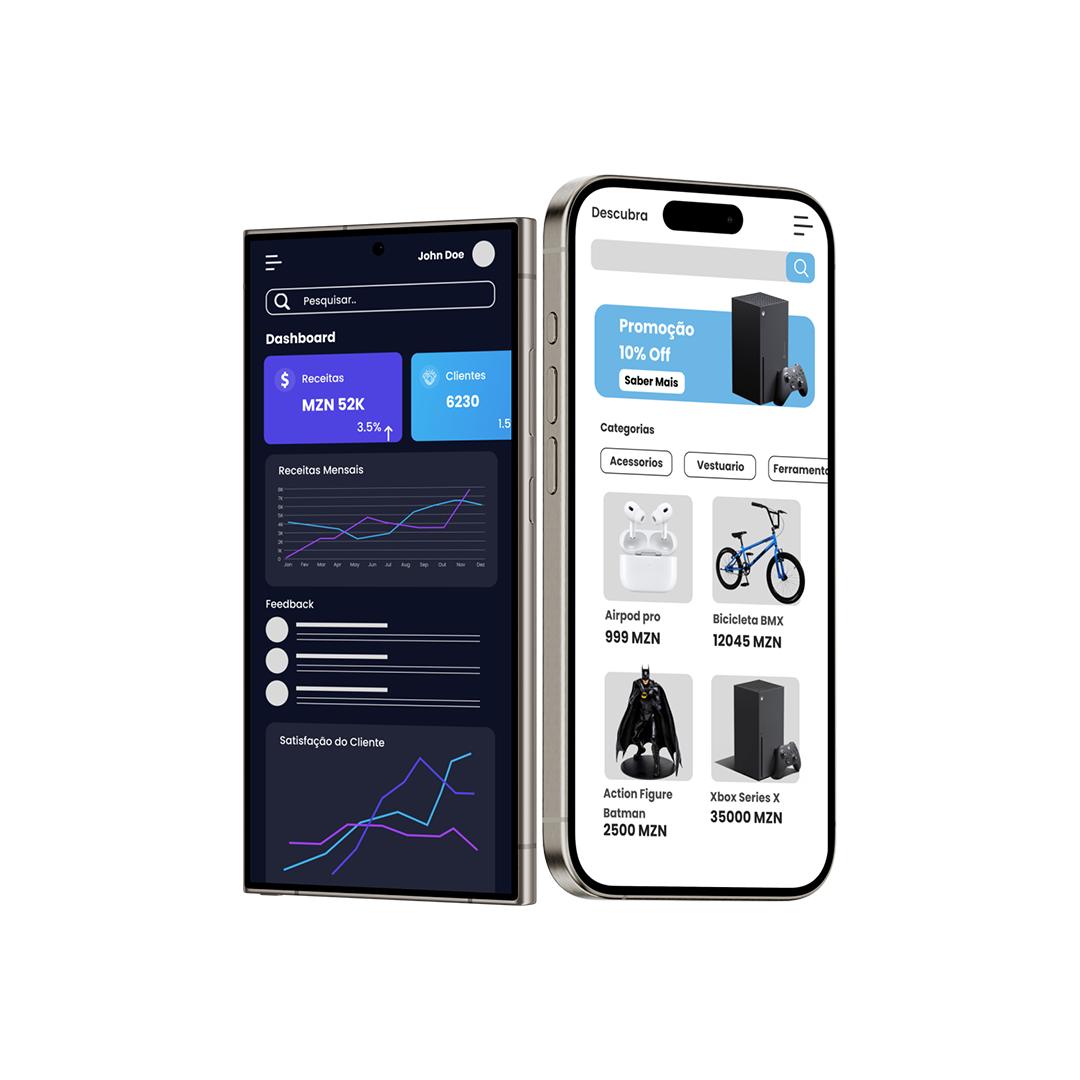 John Doe
Pesquisar..
Dashboard
Receitas
MZN 52K
3.5%
Clientes
6230
1.5
Receitas Mensais
8K
7K
6K
5K
4K
3K
2K
1K
0
Jan Fev Mar Apr May Jun Jul Aug Sep Out Nov Dez
Feedback
Satisfação do Cliente
Descubra
Promoção
10% Off
Saber Mais
Categorias
Acessorios Vestuario Ferramenta
Airpod pro
999 MZN
Bicicleta BMX
12045 MZN
Action Figure
Batman
2500 MZN
Xbox Series X
35000 MZN